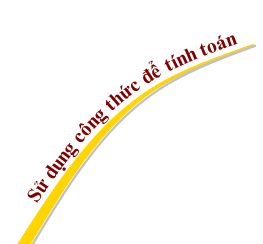 Sử dụng công thức để tính toán